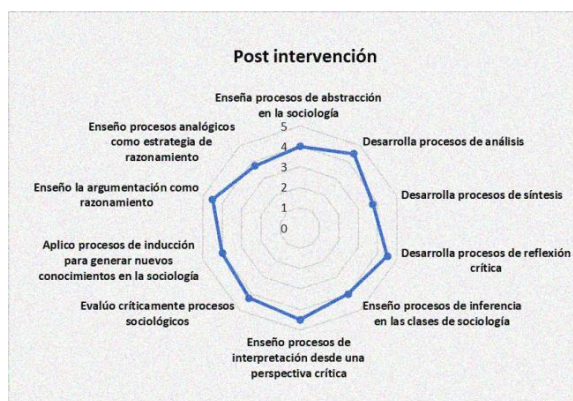 Post intervención
Enseña procesos de abstracción
en la sociología
Desarrolla procesos de análisis
Desarrolla procesos de síntesis
Desarrolla procesos de reflexión
crítica
Enseño procesos de inferencia
en las clases de sociología
Enseño procesos de
interpretación desde una
perspectiva crítica
Evalúo críticamente procesos
sociológicos
Aplico procesos de inducción
para generar nuevos
conocimientos en la sociología
Enseño la argumentación como
razonamiento
Enseño procesos analógicos
como estrategia de
razonamiento
5
4
3
2
1
0